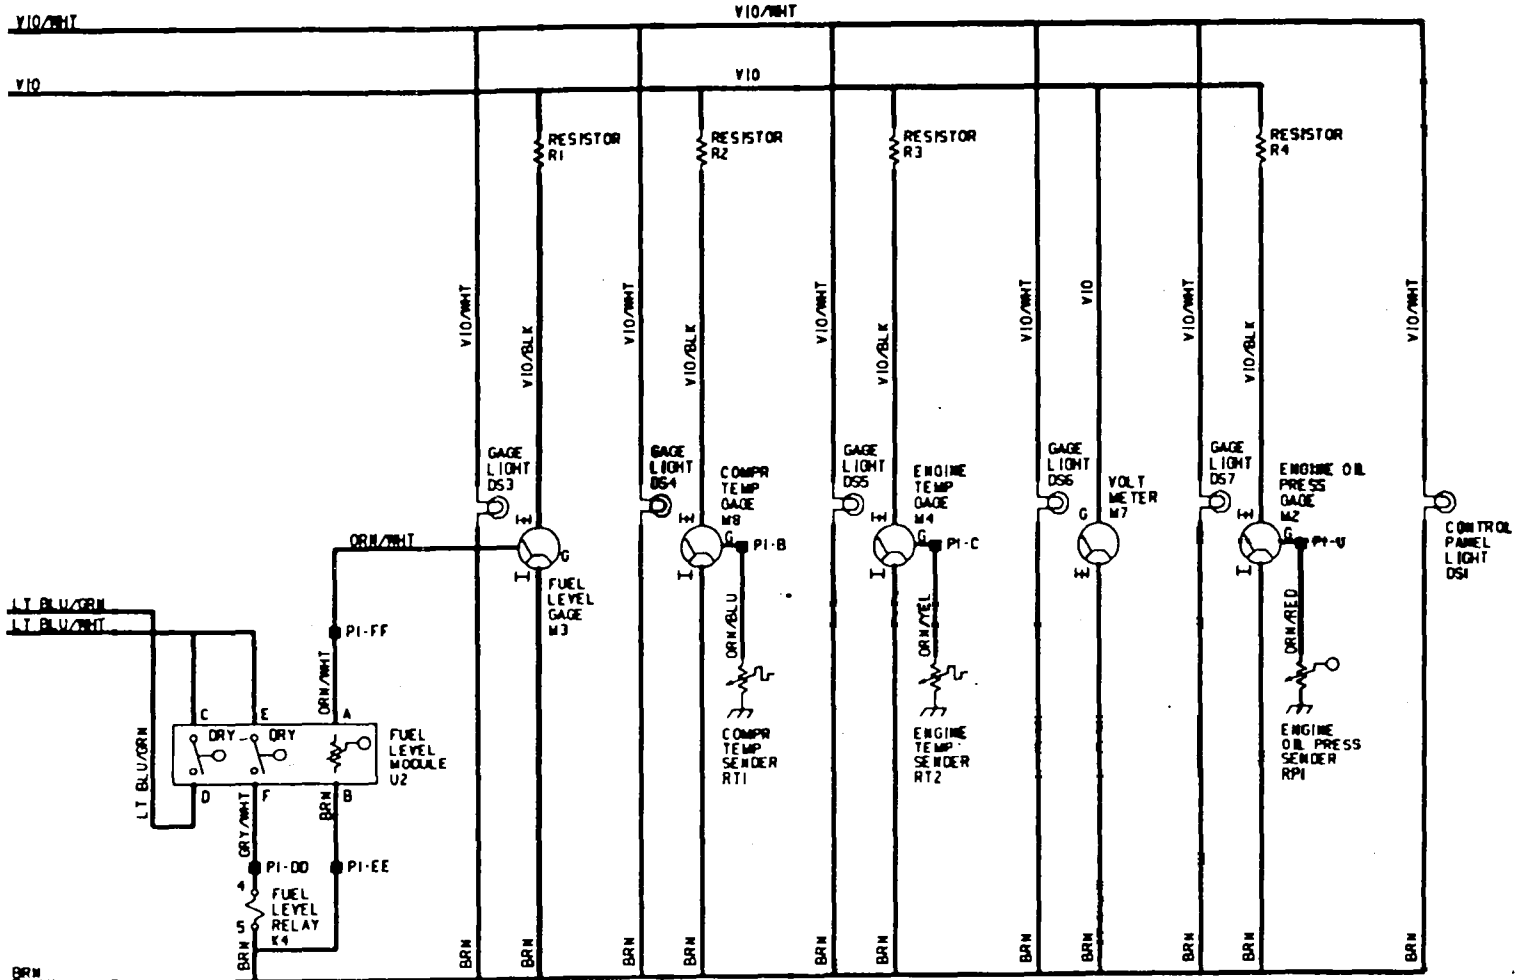 VIO/WHT
VIO/WHT
VIO
VIO
RESISTOR
R1
RESISTOR
R2
RESISTOR
R3
RESISTOR
R4
VIO/WHT
VIO/BLK
VIO/WHT
VIO/BLK
VIO/WHT
VIO/BLK
VIO/WHT
VIO
VIO/WHT
VIO/BLK
VIO/WHT
GAGE
LIGHT
DS3
GAGE
LIGHT
DS4
COMPR
TEMP
GAGE
M8
GAGE
LIGHT
DS5
ENGINE
TEMP
GAGE
M4
GAGE
LIGHT
DS6
VOLT
METER
M7
GAGE
LIGHT
DS7
ENGINE OIL
PRESS
GAGE
M2
CONTROL
PANEL
LIGHT
DS1
ORN/WHT
G
I
FUEL
LEVEL
GAGE
M3
G
P1-B
I
G
P1-C
I
G
G
P1-U
I
ORN/BLU
ORN/YEL
ORN/RED
COMPR
TEMP
SENDER
RT1
ENGINE
TEMP
SENDER
RT2
ENGINE
OIL PRESS
SENDER
RP1
LT BLU/GRN
LT BLU/WHT
P1-FF
ORN/WHT
C
E
A
DRY
DRY
FUEL
LEVEL
MODULE
U2
D
F
B
LT BLU/GRN
GRY/WHT
BRN
P1-DD
P1-EE
4
FUEL
LEVEL
RELAY
K4
5
BRN
BRN
BRN
BRN
BRN
BRN
BRN
BRN
BRN
BRN
BRN
BRN
BRN